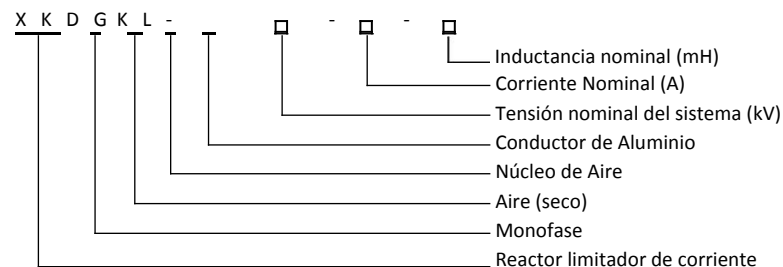 X K D G K L - □ - □ - □
Inductancia nominal (mH)
Corriente Nominal (A)
Tensión nominal del sistema (kV)
Conductor de Aluminio
Núcleo de Aire
Aire (seco)
Monofase
Reactor limitador de corriente